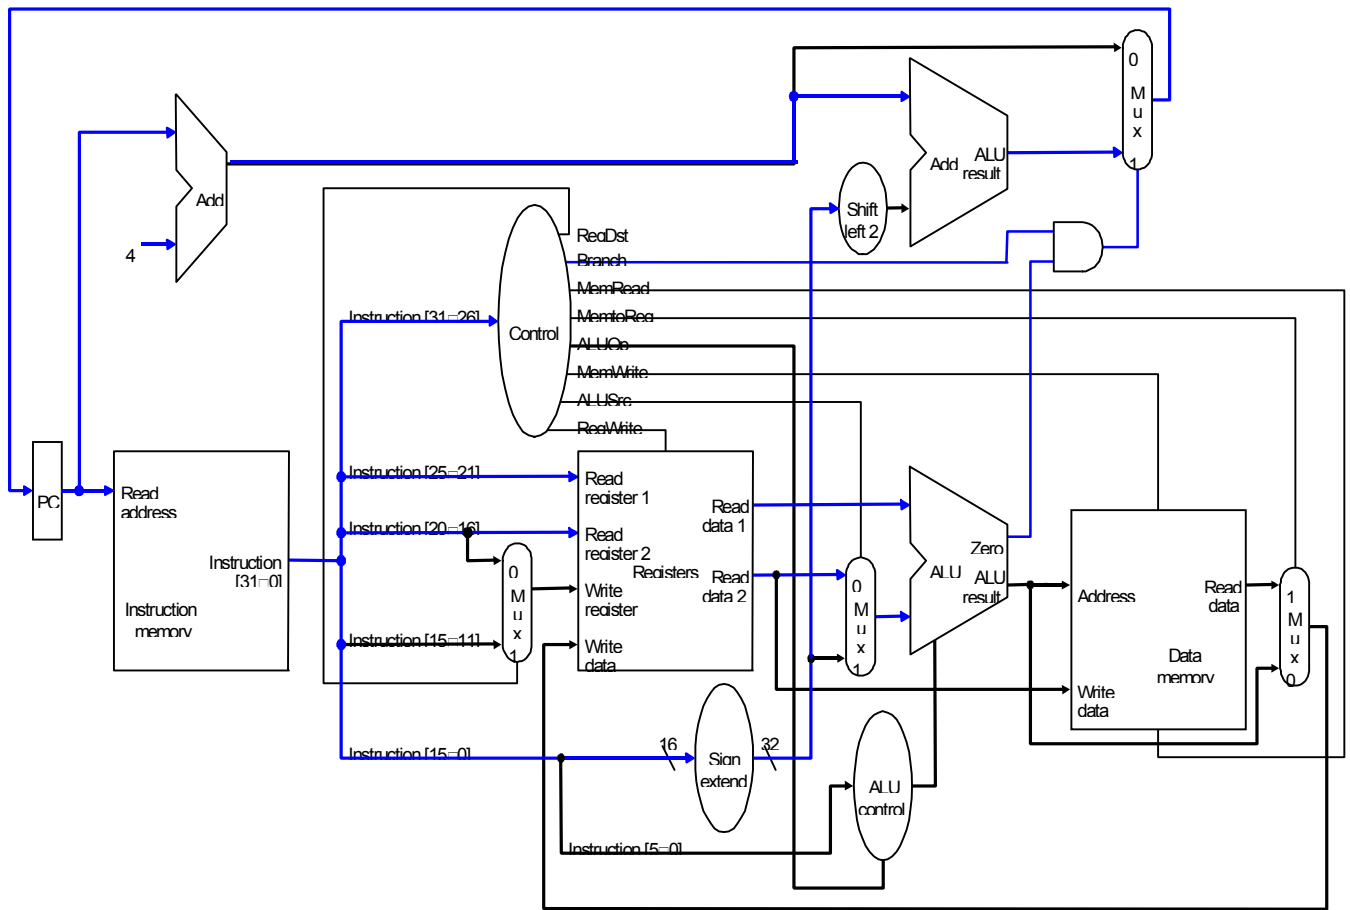 0
M
u
x
1
Add
ALU
result
Add
Shift
left 2
4
RegDst
Branch
MemRead
Instruction [31–26]
MemtoReg
Control
ALUOp
MemWrite
ALUSrc
RegWrite
Instruction [25–21]
Read
register 1
Read
data 1
PC
Read
address
Instruction [20–16]
Read
register 2
Registers
Read
data 2
Instruction
[31–0]
Instruction
memory
0
M
u
x
1
Write
register
Instruction [15–11]
Write
data
0
M
u
x
1
Zero
ALU
ALU
result
Address
Read
data
1
M
u
x
0
Data
memory
Write
data
Instruction [15–0]
16
Sign
extend
32
ALU
control
Instruction [5–0]